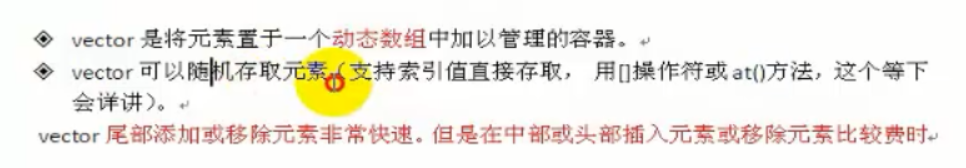 vector 是将元素置于一个动态数组中加以管理的容器。
vector 可以随机存取元素（支持索引值直接存取， 用[]操作符或 at()方法，这个等下
会详讲）。
vector 尾部添加或移除元素非常快速。但是在中部或头部插入元素或移除元素比较费时